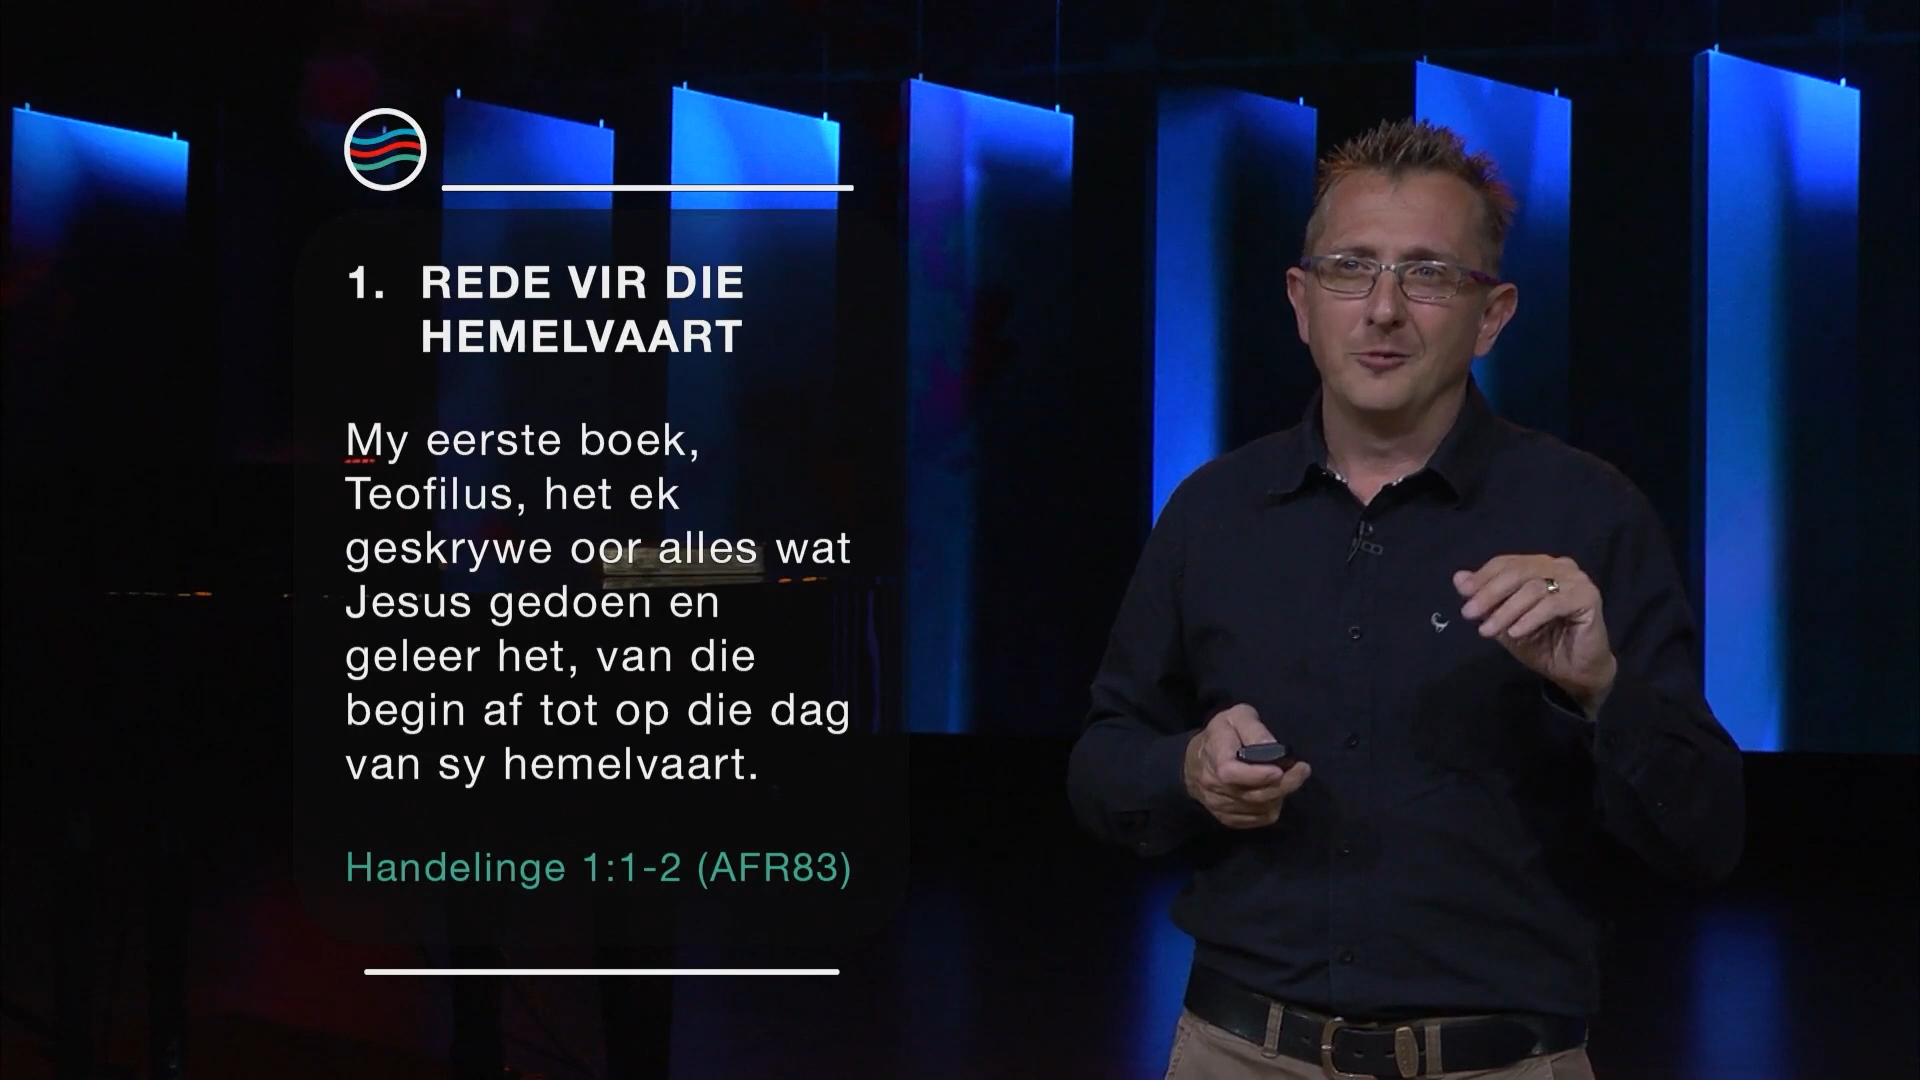 1. REDE VIR DIE
HEMELVAART
My eerste boek,
Teofilus, het ek
geskrywe oor alles wat
Jesus gedoen en
geleer het, van die
begin af tot op die dag
van sy hemelvaart.
Handelinge 1:1-2 (AFR83)